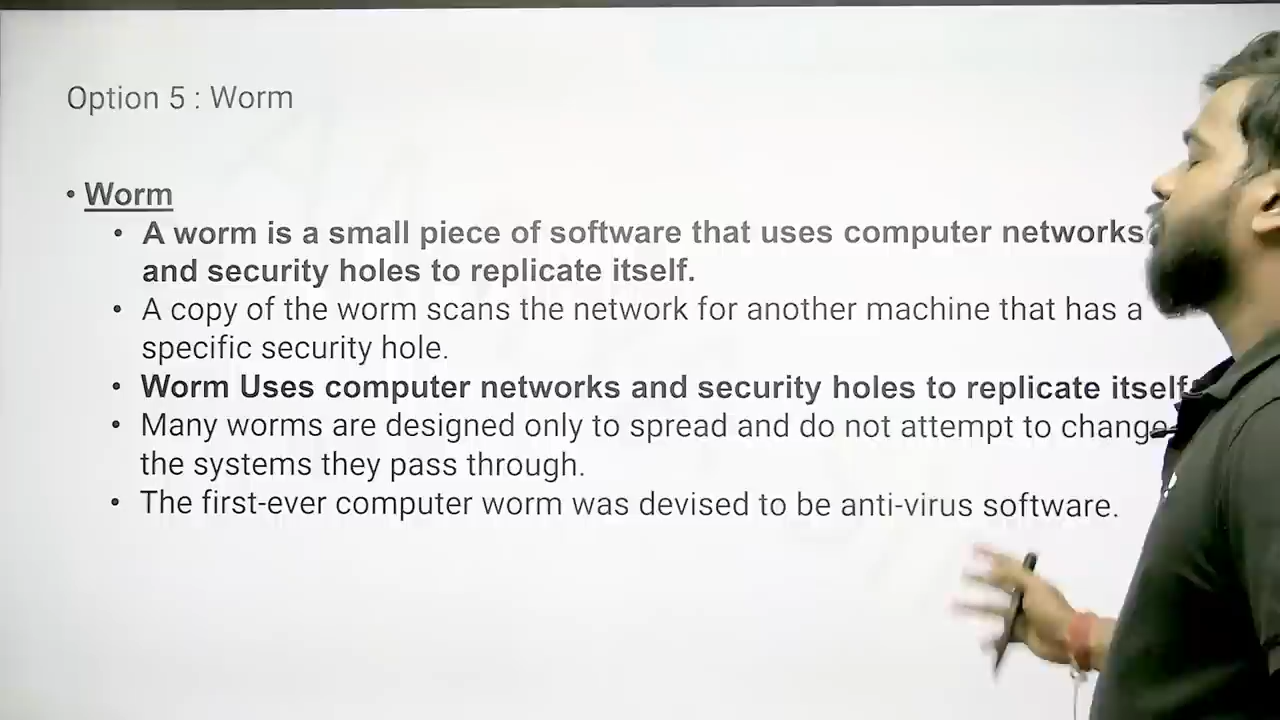 Option 5 : Worm
• Worm
• A worm is a small piece of software that uses computer networks
and security holes to replicate itself.
• A copy of the worm scans the network for another machine that has a
specific security hole.
• Worm Uses computer networks and security holes to replicate itself
• Many worms are designed only to spread and do not attempt to change
the systems they pass through.
• The first-ever computer worm was devised to be anti-virus software.